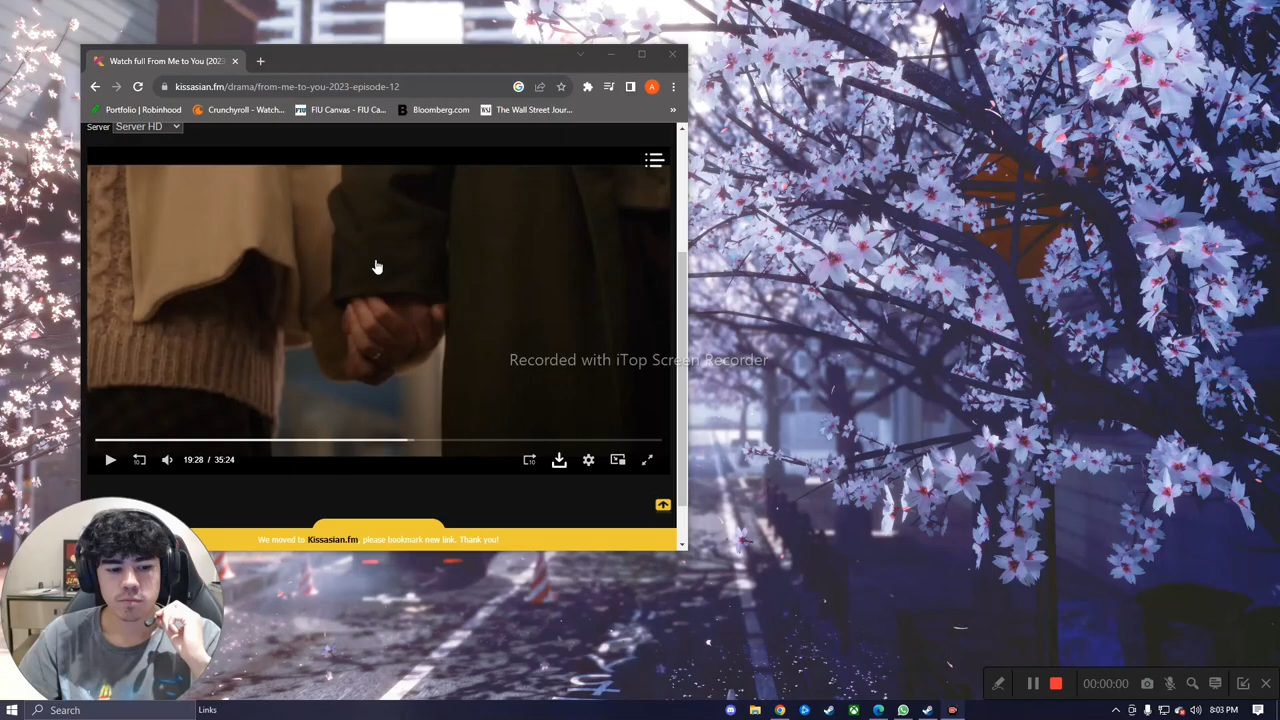 Watch full From Me to You (2023
kissasian.fm/drama/from-me-to-you-2023-episode-12
Portfolio | Robinhood
Crunchyroll - Watch...
FIU Canvas - FIU Ca...
Bloomberg.com
The Wall Street Jour...
Server Server HD
Recorded with iTop Screen Recorder
19:28 / 35:24
We moved to Kissasian.fm, please bookmark new link. Thank you!
00:00:00
Search
Links
8:03 PM